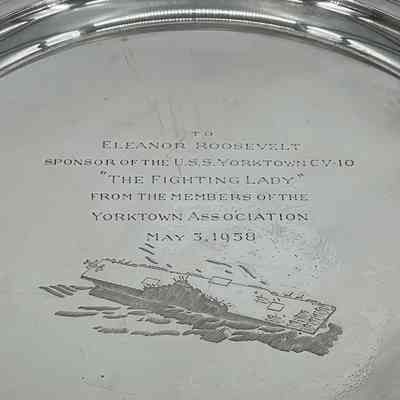 TO
ELEANOR ROOSEVELT
SPONSOR OF THE U.S.S. YORKTOWN CV-10
"THE FIGHTING LADY"
FROM THE MEMBERS OF THE
YORKTOWN ASSOCIATION
MAY 3, 1958